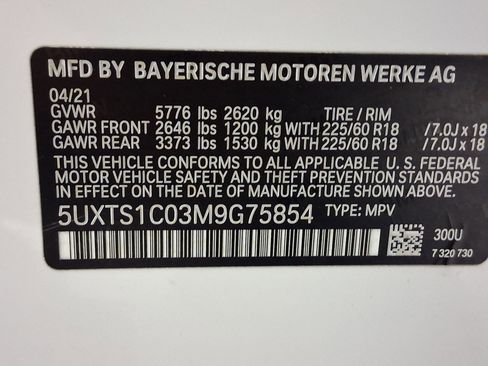 MFD BY BAYERISCHE MOTOREN WERKE AG
04/21
GVWR 5776 lbs 2620 kg TIRE / RIM
GAWR FRONT 2646 lbs 1200 kg WITH 225/60 R18 /7.0J x 18
GAWR REAR 3373 lbs 1530 kg WITH 225/60 R18 /7.0J x 18
THIS VEHICLE CONFORMS TO ALL APPLICABLE U. S. FEDERAL
MOTOR VEHICLE SAFETY, BUMPER, AND THEFT PREVENTION
STANDARDS IN EFFECT ON THE DATE OF MANUFACTURE SHOWN ABOVE.
5UXTS1C03M9G75854 TYPE: MPV
300U
7 320 730